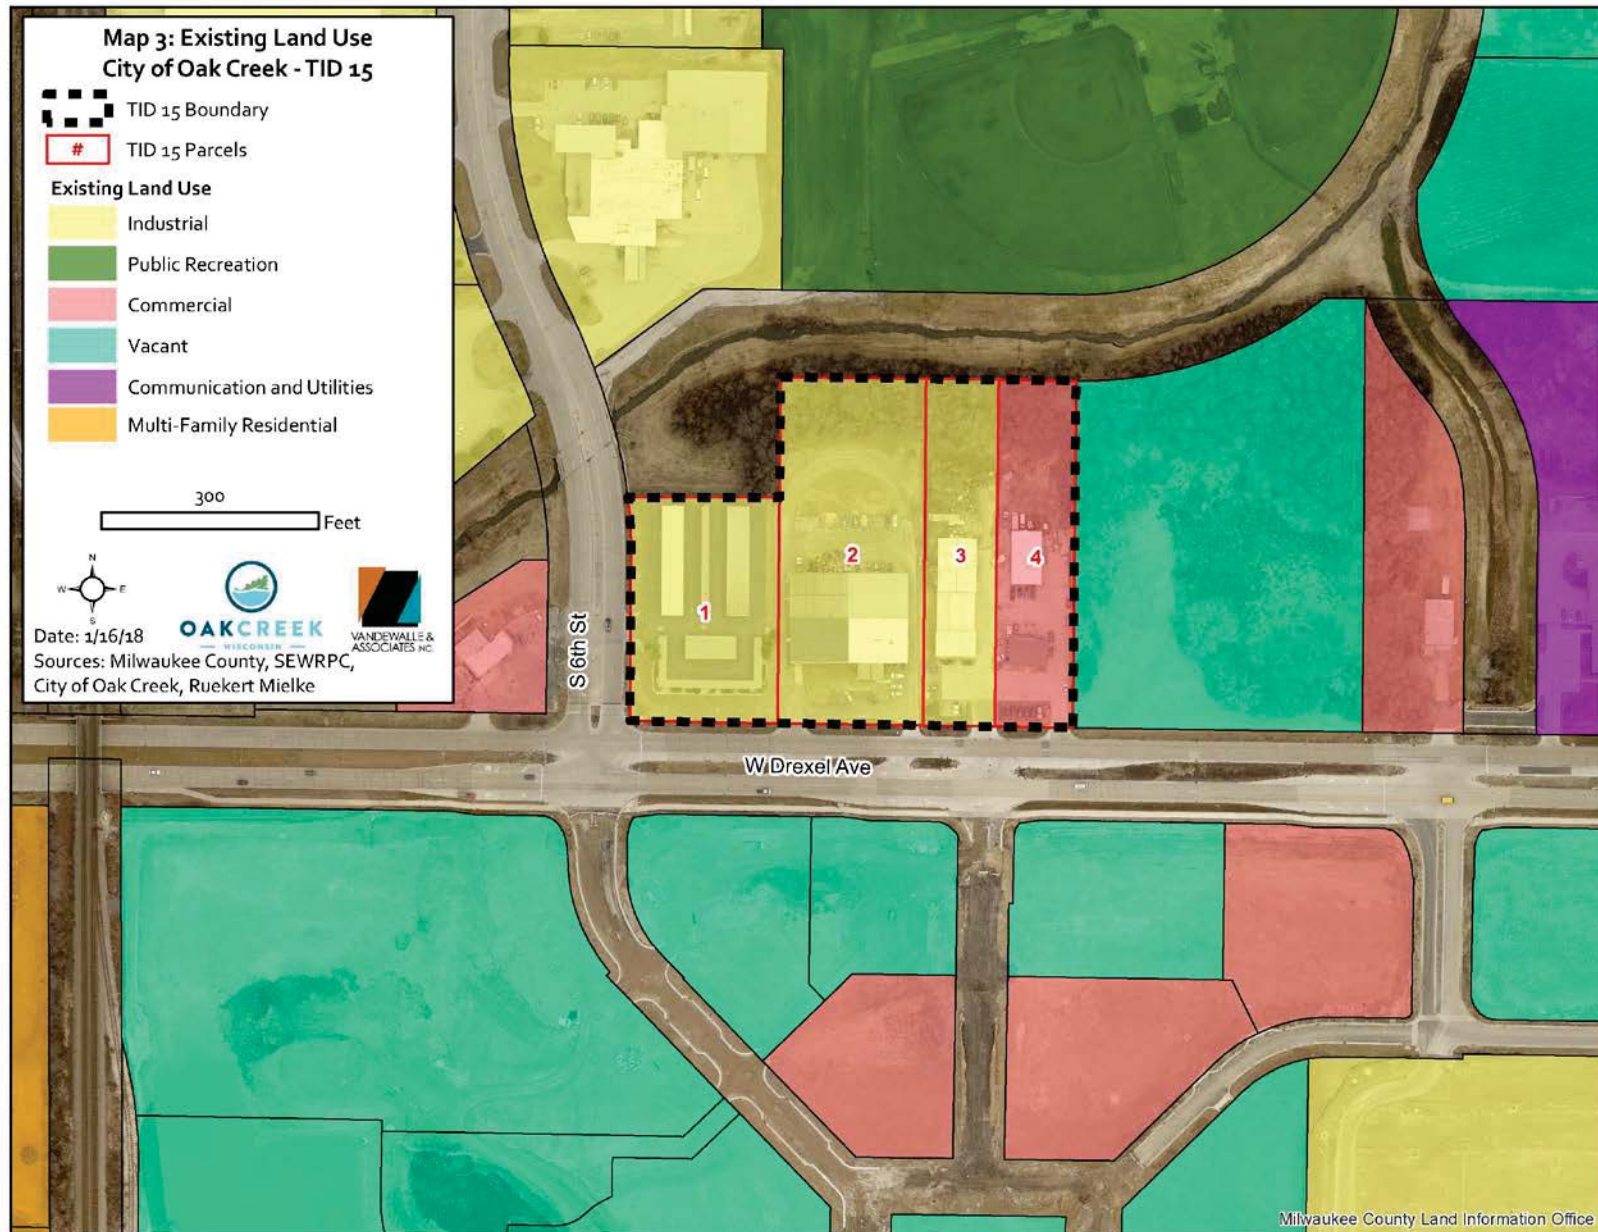 Map 3: Existing Land Use
City of Oak Creek - TID 15
TID 15 Boundary
#
TID 15 Parcels
Existing Land Use
Industrial
Public Recreation
Commercial
Vacant
Communication and Utilities
Multi-Family Residential
300
Feet
N
W
E
S
OAKCREEK
WISCONSIN
VANDEWALLE &
ASSOCIATES INC.
Date: 1/16/18
Sources: Milwaukee County, SEWRPC,
City of Oak Creek, Ruekert Mielke
1
2
3
4
S 6th St
W Drexel Ave
Milwaukee County Land Information Office